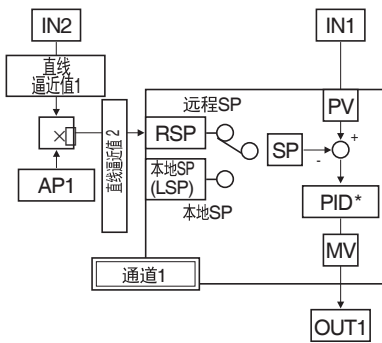 IN2
IN1
直线
逼近值1
直线逼近值 2
远程SP
PV
RSP
SP
+
-
AP1
本地SP
(LSP)
本地SP
PID*
MV
通道1
OUT1